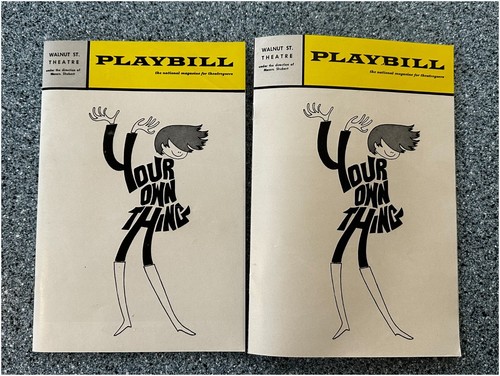 WALNUT ST.
THEATRE
under the direction of
Messrs. Shubert
PLAYBILL
the national magazine for theatregoers
YOUR
OWN
THING
WALNUT ST.
THEATRE
under the direction of
Messrs. Shubert
PLAYBILL
the national magazine for theatregoers
YOUR
OWN
THING